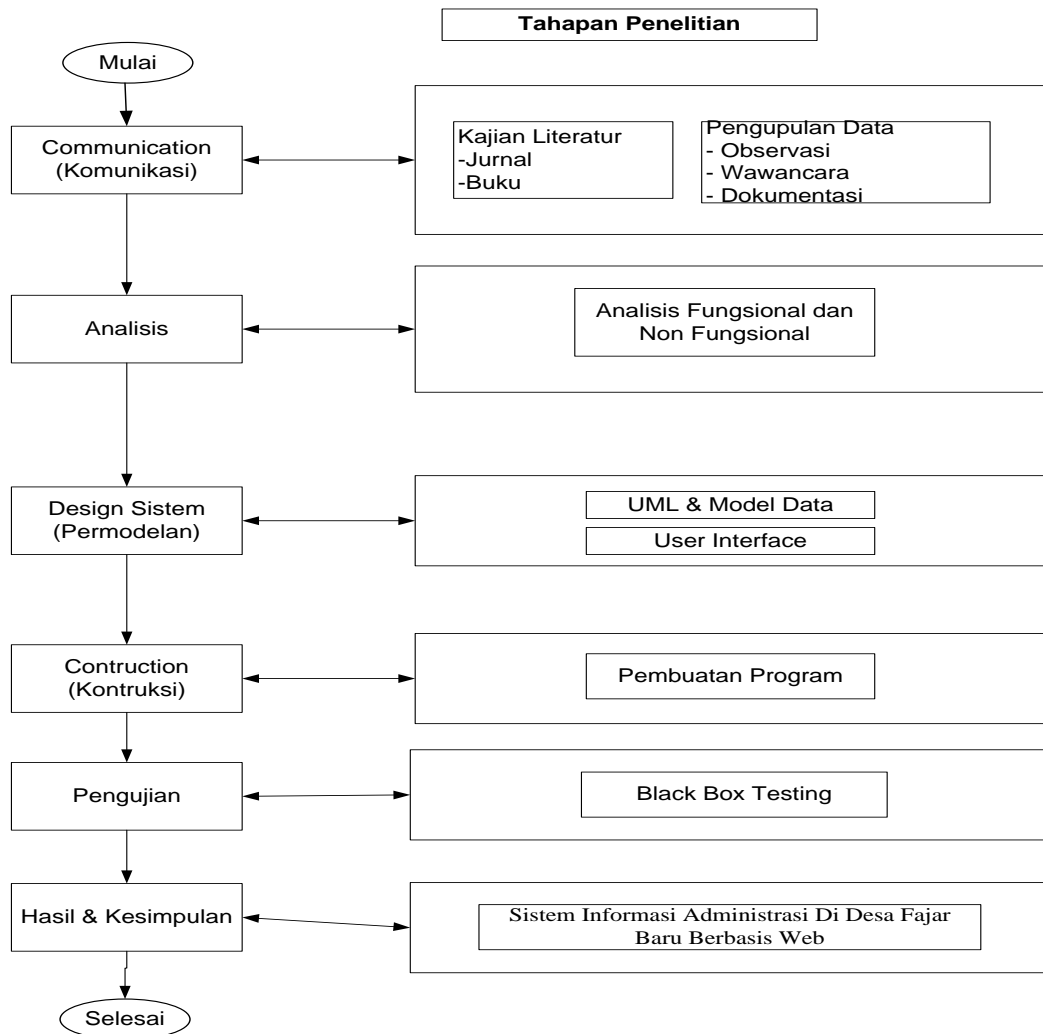 Tahapan Penelitian
Mulai
Communication
(Komunikasi)
Kajian Literatur
-Jurnal
-Buku
Pengupulan Data
- Observasi
- Wawancara
- Dokumentasi
Analisis
Analisis Fungsional dan
Non Fungsional
Design Sistem
(Permodelan)
UML & Model Data
User Interface
Contruction
(Kontruksi)
Pembuatan Program
Pengujian
Black Box Testing
Hasil & Kesimpulan
Sistem Informasi Administrasi Di Desa Fajar
Baru Berbasis Web
Selesai